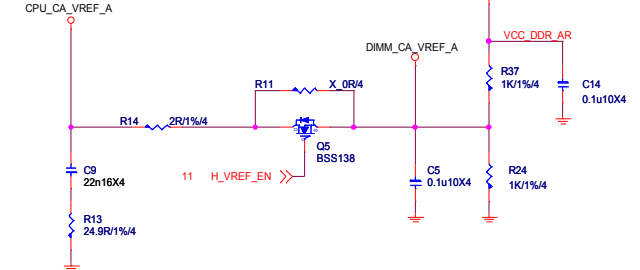 CPU_CA_VREF_A
VCC_DDR_AR
DIMM_CA_VREF_A
R11 X_0R/4
R37
1K/1%/4
C14
0.1u10X4
R14 2R/1%/4
Q5
BSS138
C9
22n16X4
11 H_VREF_EN
C5
0.1u10X4
R24
1K/1%/4
R13
24.9R/1%/4